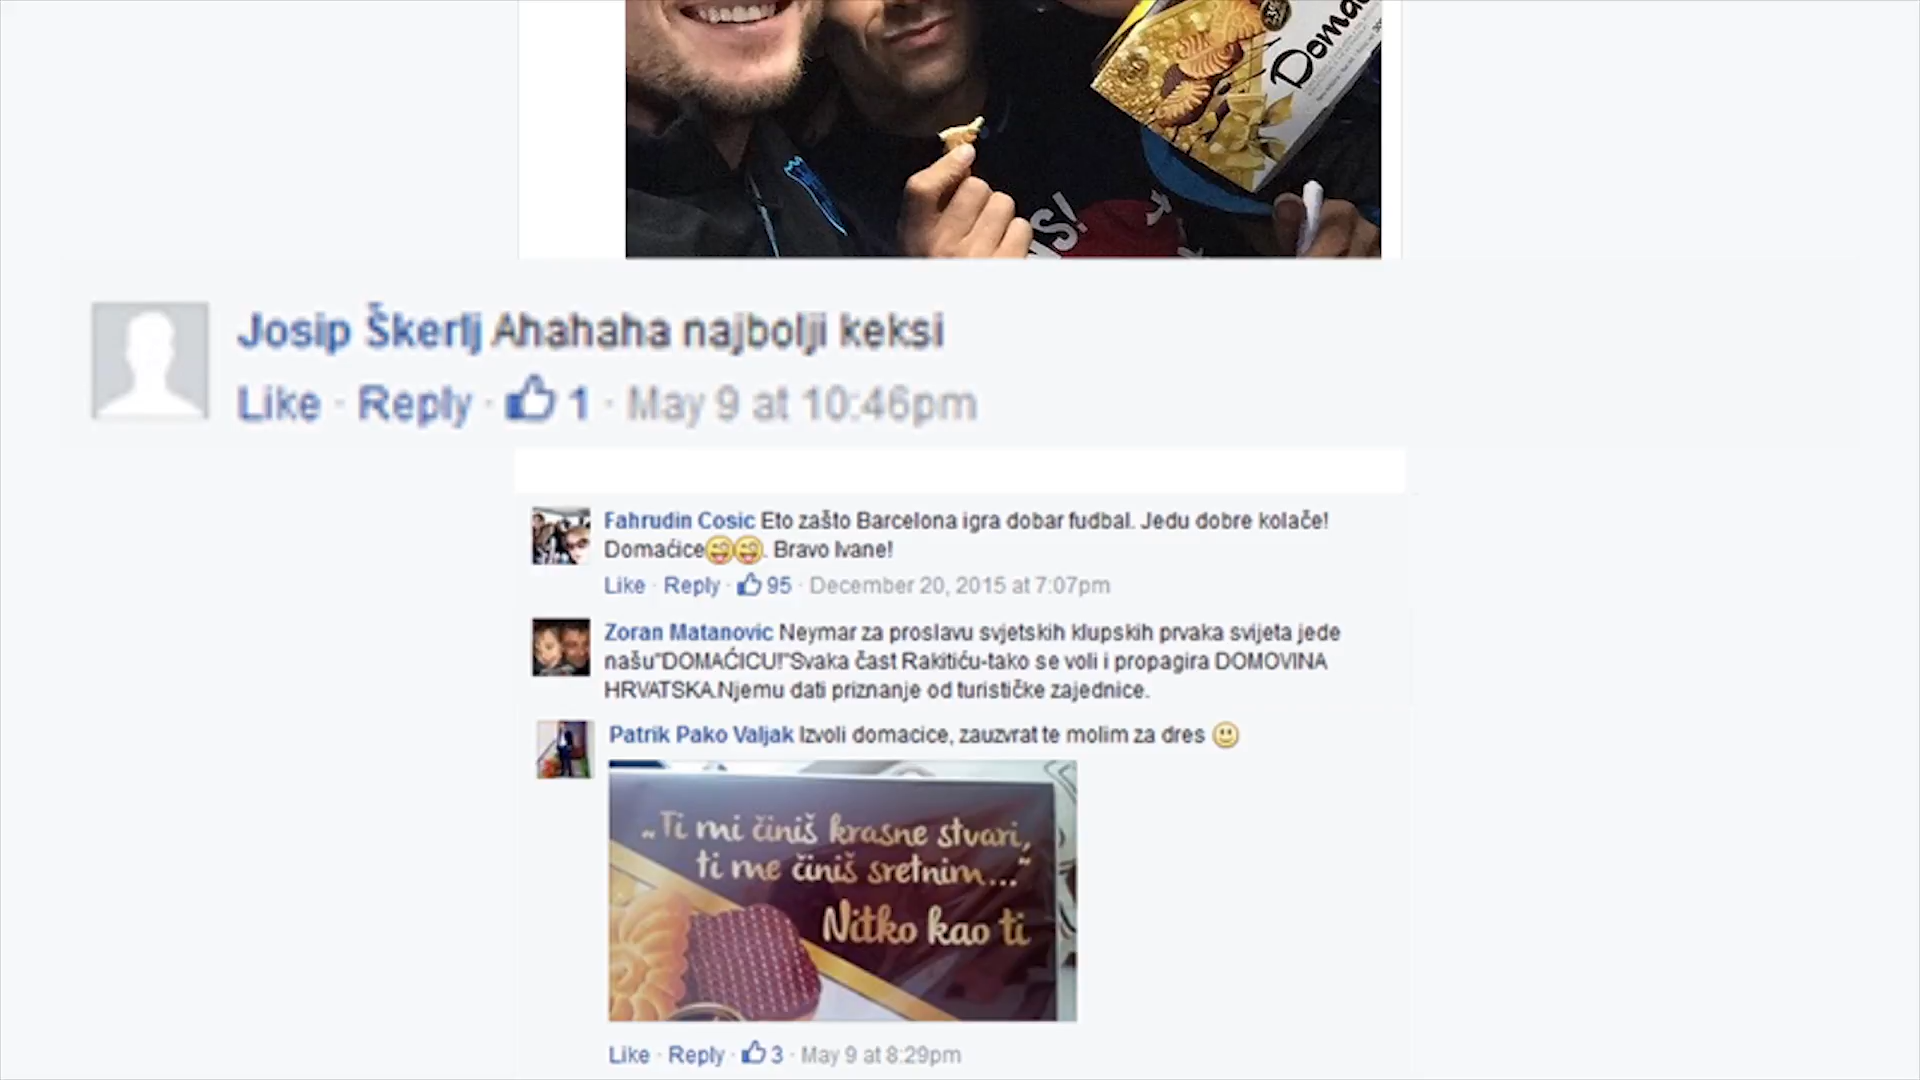 Doma
NS!
Josip Škerlj Ahahaha najbolji keksi
Like · Reply · 1 · May 9 at 10:46pm
Fahrudin Cosic Eto zašto Barcelona igra dobar fudbal. Jedu dobre kolače!
Domaćice😜😜. Bravo Ivane!
Like · Reply · 95 · December 20, 2015 at 7:07pm
Zoran Matanovic Neymar za proslavu svjetskih klupskih prvaka svijeta jede
našu"DOMAĆICU!"Svaka čast Rakitiću-tako se voli i propagira DOMOVINA
HRVATSKA.Njemu dati priznanje od turističke zajednice.
Patrik Pako Valjak Izvoli domacice, zauzvrat te molim za dres 🙂
„Ti mi činiš krasne stvari,
ti me činiš sretnim..."
Nitko kao ti
Like · Reply · 3 · May 9 at 8:29pm